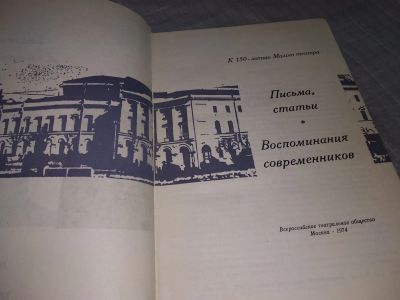 К 150-летию Малого театра
Письма,
статьи
•
Воспоминания
современников
Всероссийское театральное общество
Москва · 1974